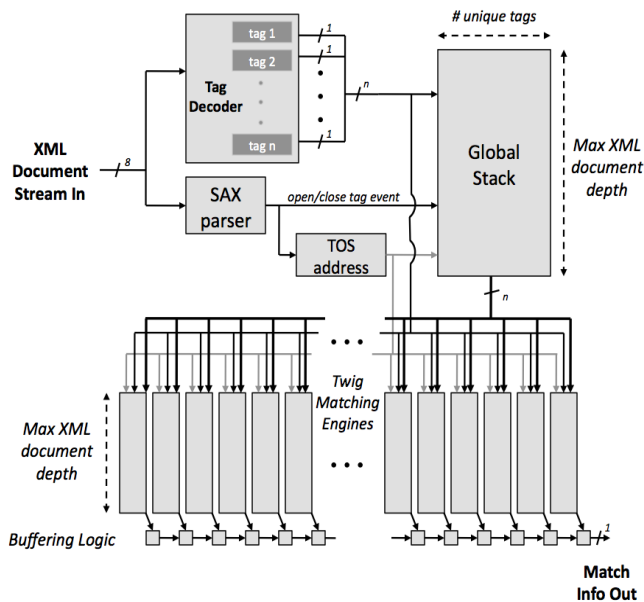 # unique tags
tag 1
1
tag 2
1
Tag
Decoder
n
tag n
1
Global
Stack
Max XML
document
depth
XML
Document
Stream In
8
SAX
parser
open/close tag event
TOS
address
n
Twig
Matching
Engines
Max XML
document
depth
Buffering Logic
1
Match
Info Out